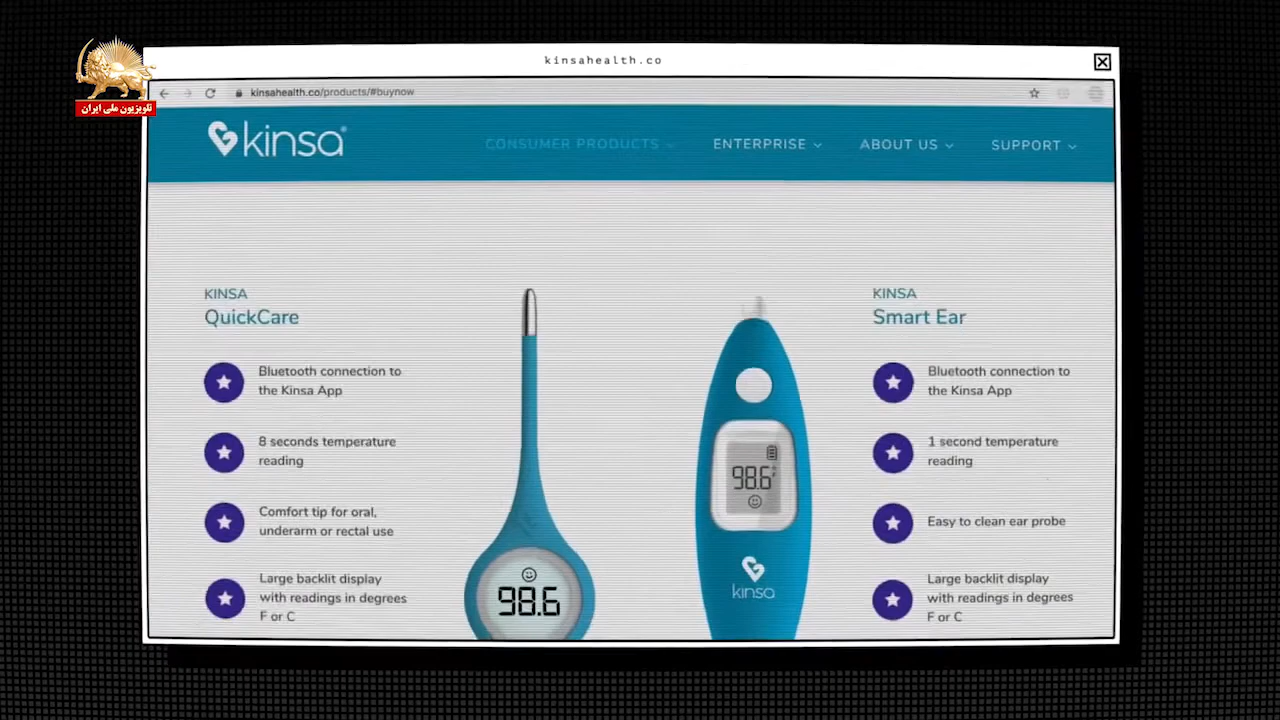 kinsahealth.co
تلویزیون ملی ایران
kinsahealth.co/products/#buynow
kinsa®
CONSUMER PRODUCTS
ENTERPRISE
ABOUT US
SUPPORT
KINSA
QuickCare
Bluetooth connection to
the Kinsa App
8 seconds temperature
reading
Comfort tip for oral,
underarm or rectal use
Large backlit display
with readings in degrees
F or C
98.6
98.6°F
kinsa
KINSA
Smart Ear
Bluetooth connection to
the Kinsa App
1 second temperature
reading
Easy to clean ear probe
Large backlit display
with readings in degrees
F or C